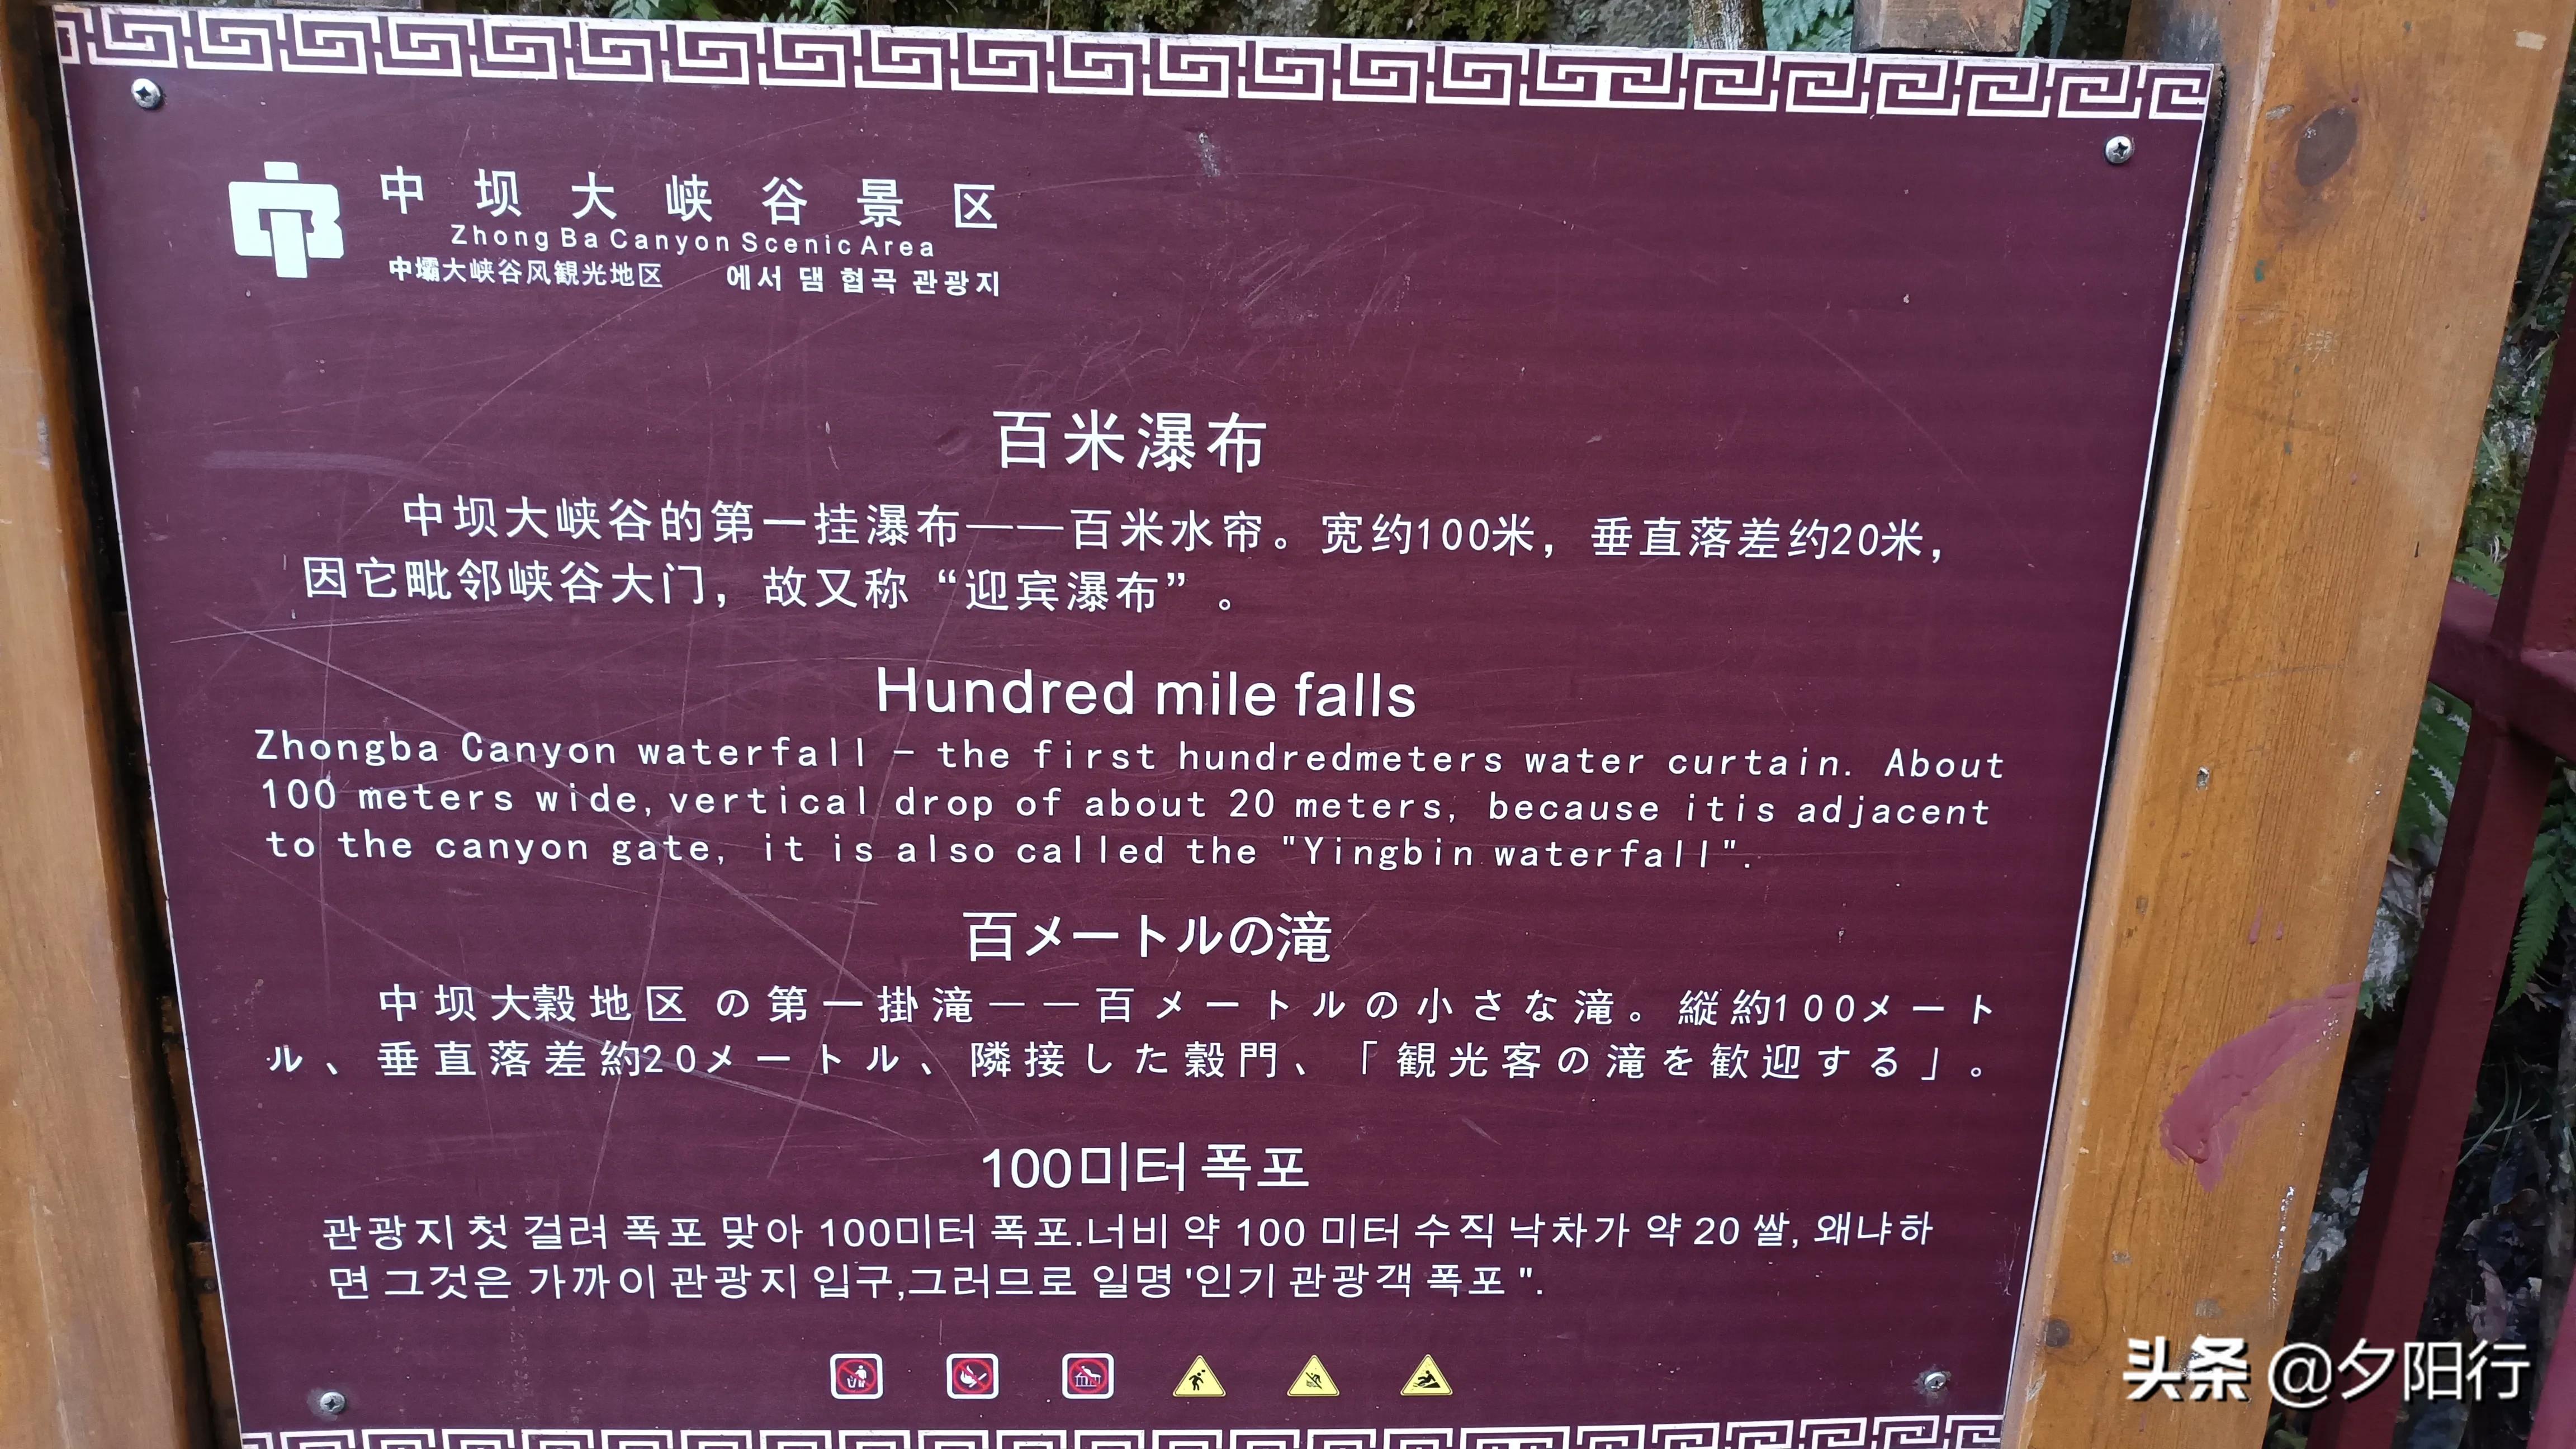 中坝大峡谷景区
Zhong Ba Canyon Scenic Area
中壩大峡谷风観光地区 에서 댐 협곡 관광지
百米瀑布
中坝大峡谷的第一挂瀑布——百米水帘。宽约100米，垂直落差约20米，
因它毗邻峡谷大门，故又称“迎宾瀑布”。
Hundred mile falls
Zhongba Canyon waterfall - the first hundredmeters water curtain. About
100 meters wide, vertical drop of about 20 meters, because itis adjacent
to the canyon gate, it is also called the "Yingbin waterfall".
百メートルの滝
中坝大穀地区の第一掛滝——百メートルの小さな滝。縦約100メート
ル、垂直落差約20メートル、隣接した穀門、「観光客の滝を歓迎する」。
100미터 폭포
관광지 첫 걸려 폭포 맞아 100미터 폭포.너비 약 100 미터 수직 낙차가 약 20 쌀, 왜냐하
면 그것은 가까이 관광지 입구,그러므로 일명 '인기 관광객 폭포 ".
头条 @夕阳行